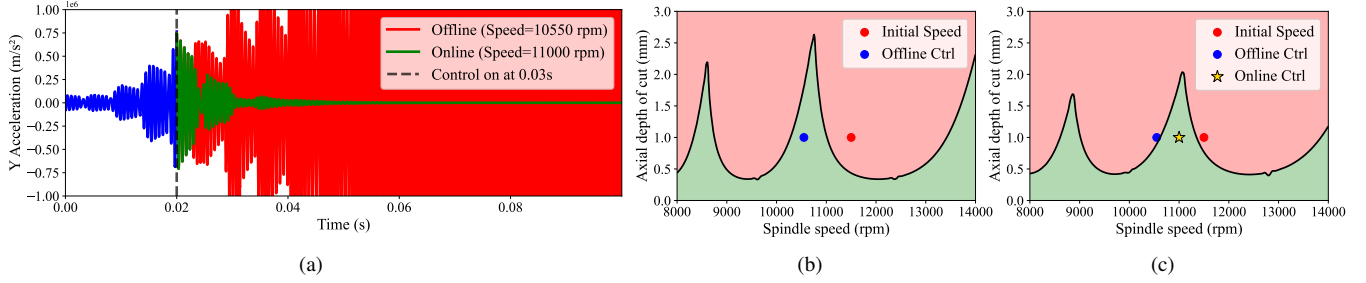 1e6
1.00
0.75
0.50
0.25
0.00
−0.25
−0.50
−0.75
−1.00
Y Acceleration (m/s²)
Offline (Speed=10550 rpm)
Online (Speed=11000 rpm)
Control on at 0.03s
0.00 0.02 0.04 0.06 0.08
Time (s)
(a)
3.0
2.5
2.0
1.5
1.0
0.5
0.0
Axial depth of cut (mm)
Initial Speed
Offline Ctrl
8000 9000 10000 11000 12000 13000 14000
Spindle speed (rpm)
(b)
3.0
2.5
2.0
1.5
1.0
0.5
0.0
Axial depth of cut (mm)
Initial Speed
Offline Ctrl
Online Ctrl
8000 9000 10000 11000 12000 13000 14000
Spindle speed (rpm)
(c)